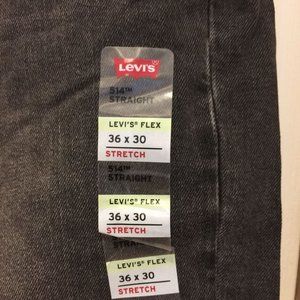 Levi's
514™
STRAIGHT
LEVI'S® FLEX
36 x 30
STRETCH
514™
STRAIGHT
LEVI'S® FLEX
36 x 30
STRETCH
STRAIGHT
LEVI'S® FLEX
36 x 30
STRETCH